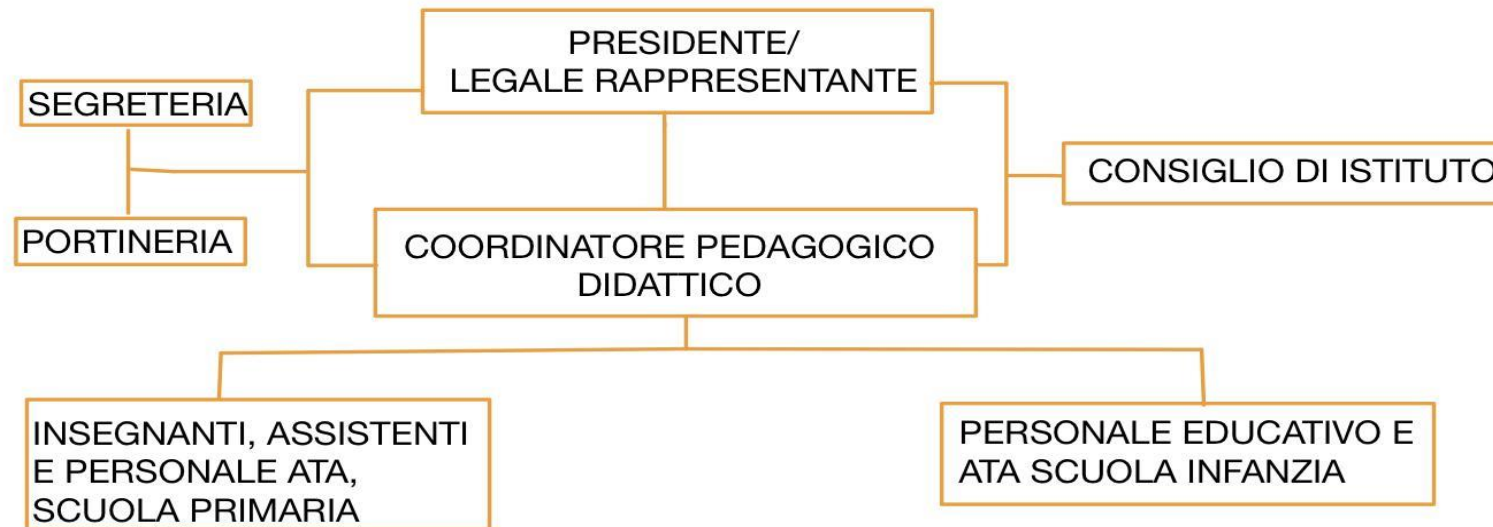 PRESIDENTE/
LEGALE RAPPRESENTANTE
SEGRETERIA
CONSIGLIO DI ISTITUTO
PORTINERIA
COORDINATORE PEDAGOGICO
DIDATTICO
INSEGNANTI, ASSISTENTI
E PERSONALE ATA,
SCUOLA PRIMARIA
PERSONALE EDUCATIVO E
ATA SCUOLA INFANZIA